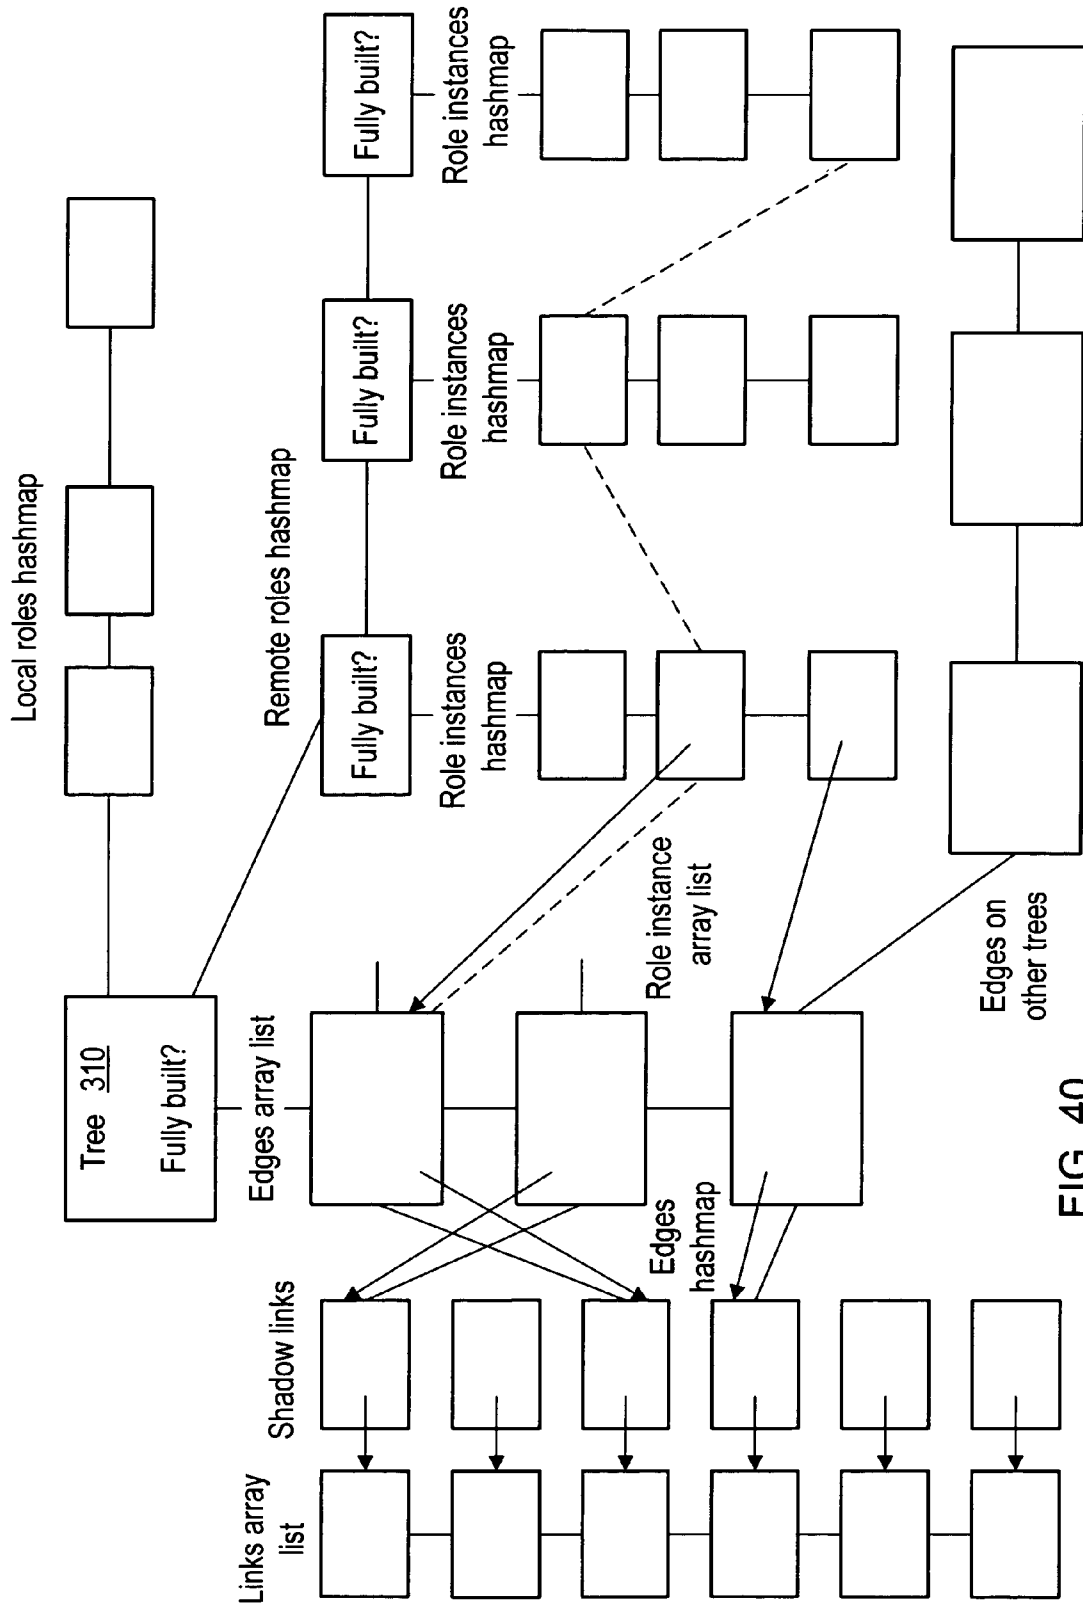 Local roles hashmap
Tree 310
Fully built?
Remote roles hashmap
Fully built?
Fully built?
Fully built?
Edges array list
Role instances
hashmap
Role instances
hashmap
Role instances
hashmap
Links array
list
Shadow links
Edges
hashmap
Role instance
array list
Edges on
other trees
FIG. 40